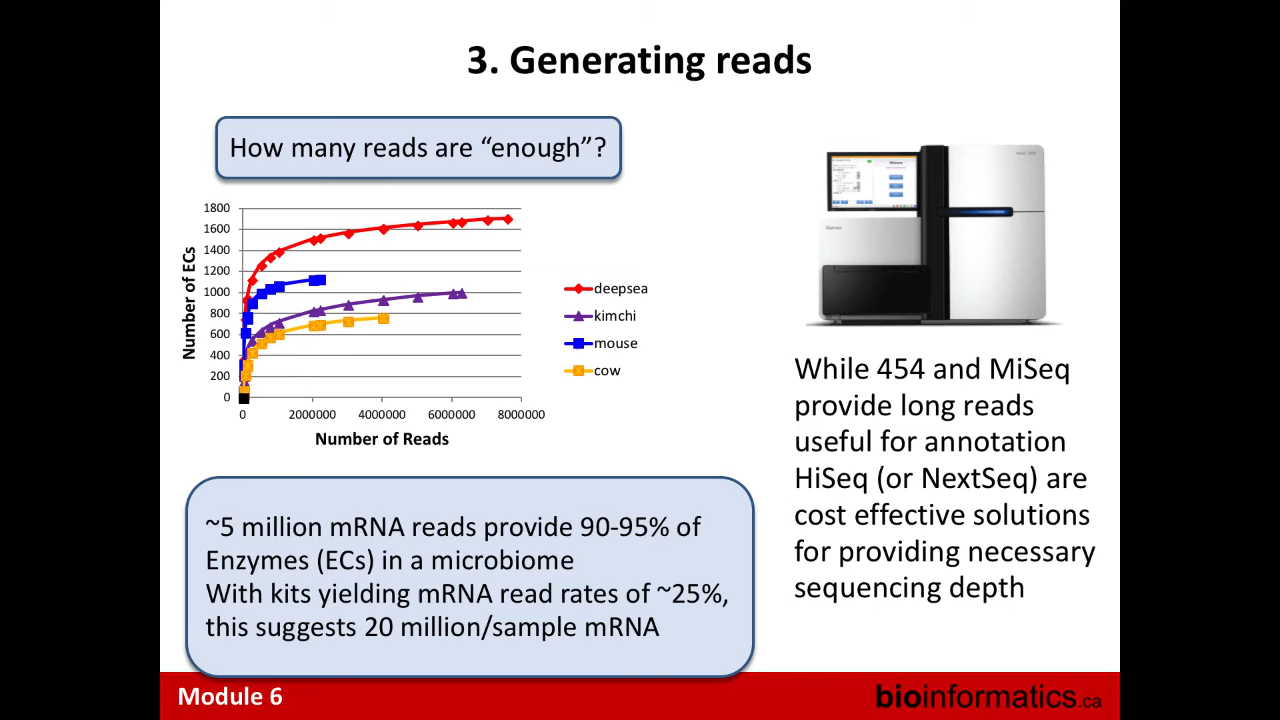 3. Generating reads
How many reads are “enough”?
1800
1600
1400
1200
1000
800
600
400
200
0
Number of ECs
0 2000000 4000000 6000000 8000000
Number of Reads
deepsea
kimchi
mouse
cow
While 454 and MiSeq
provide long reads
useful for annotation
HiSeq (or NextSeq) are
cost effective solutions
for providing necessary
sequencing depth
~5 million mRNA reads provide 90-95% of
Enzymes (ECs) in a microbiome
With kits yielding mRNA read rates of ~25%,
this suggests 20 million/sample mRNA
Module 6
bioinformatics.ca